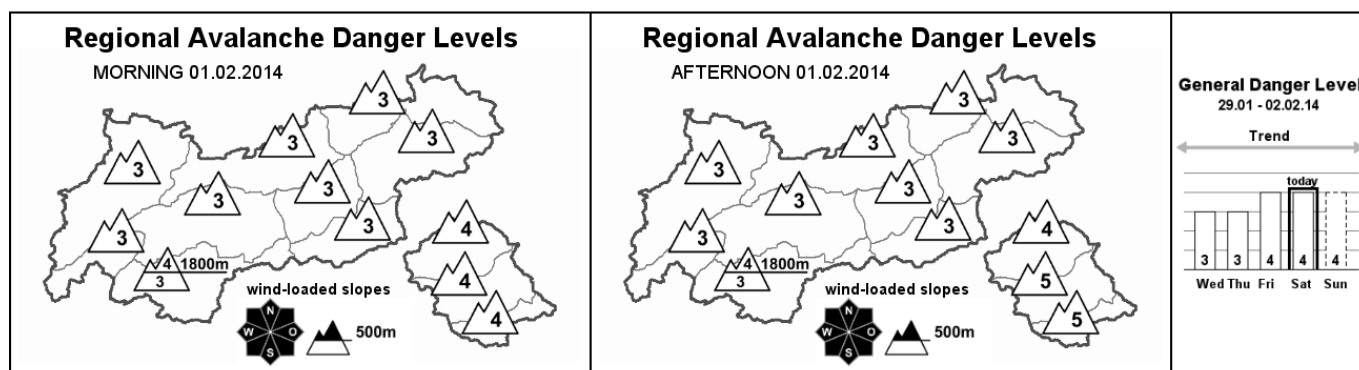 Regional Avalanche Danger Levels
MORNING 01.02.2014
3
3
3
3
3
3
3
3
4
4 1800m
3
4
4
wind-loaded slopes
N
W O
S
500m
Regional Avalanche Danger Levels
AFTERNOON 01.02.2014
3
3
3
3
3
3
3
3
4
4 1800m
3
5
5
wind-loaded slopes
N
W O
S
500m
General Danger Level
29.01 - 02.02.14
Trend
today
3 3 4 4 4
Wed Thu Fri Sat Sun